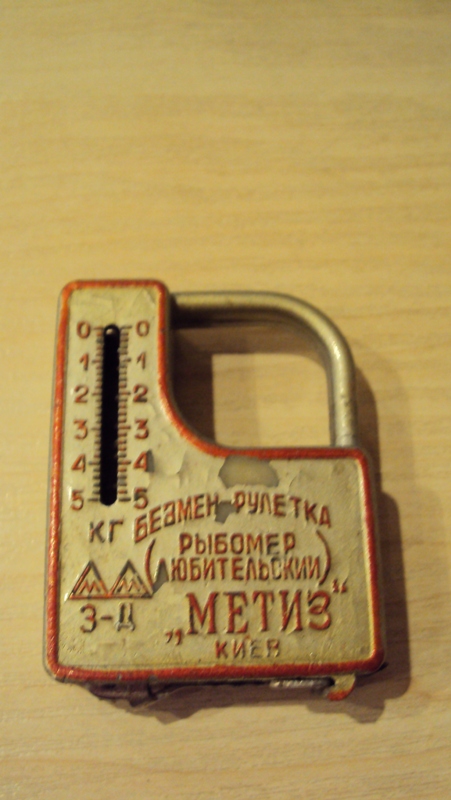 0 0
1 1
2 2
3 3
4 4
5 5
КГ
БЕЗМЕН-РУЛЕТКА
РЫБОМЕР
(ЛЮБИТЕЛЬСКИЙ)
З-Д
„МЕТИЗ“
КИЕВ